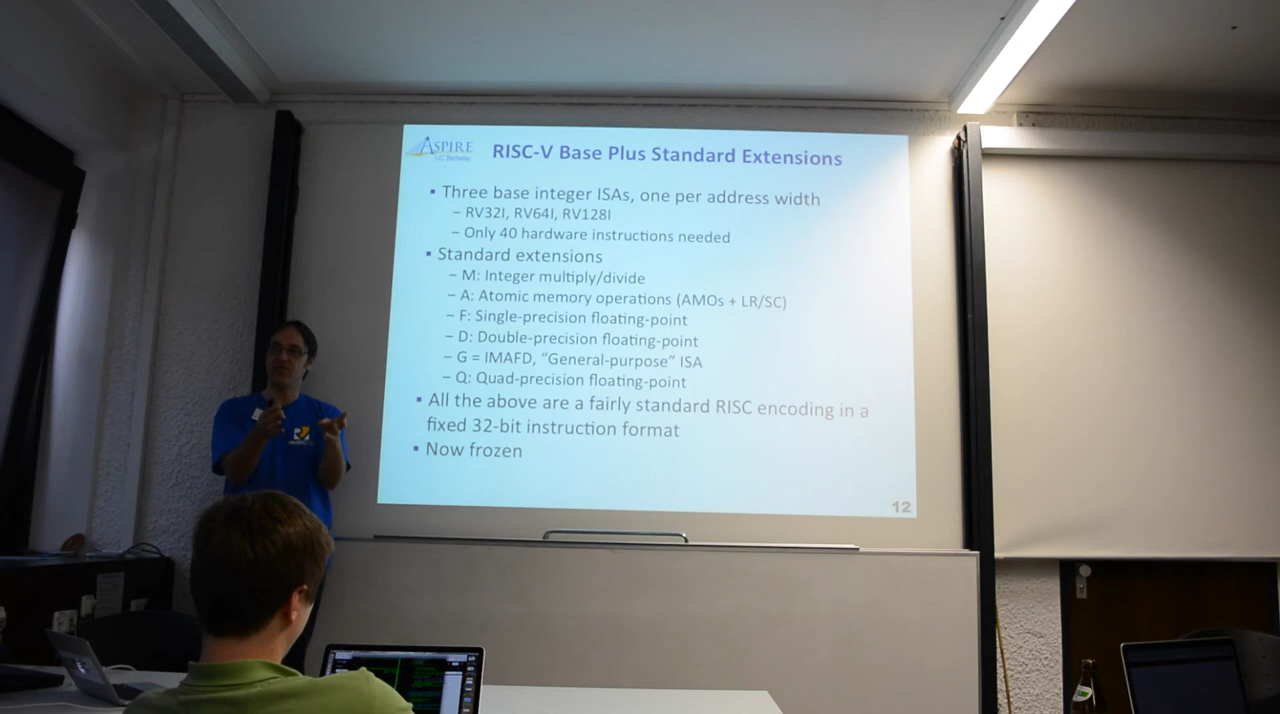 ASPIRE
UC Berkeley
RISC-V Base Plus Standard Extensions
▪ Three base integer ISAs, one per address width
– RV32I, RV64I, RV128I
– Only 40 hardware instructions needed
▪ Standard extensions
– M: Integer multiply/divide
– A: Atomic memory operations (AMOs + LR/SC)
– F: Single-precision floating-point
– D: Double-precision floating-point
– G = IMAFD, “General-purpose” ISA
– Q: Quad-precision floating-point
▪ All the above are a fairly standard RISC encoding in a
fixed 32-bit instruction format
▪ Now frozen
12